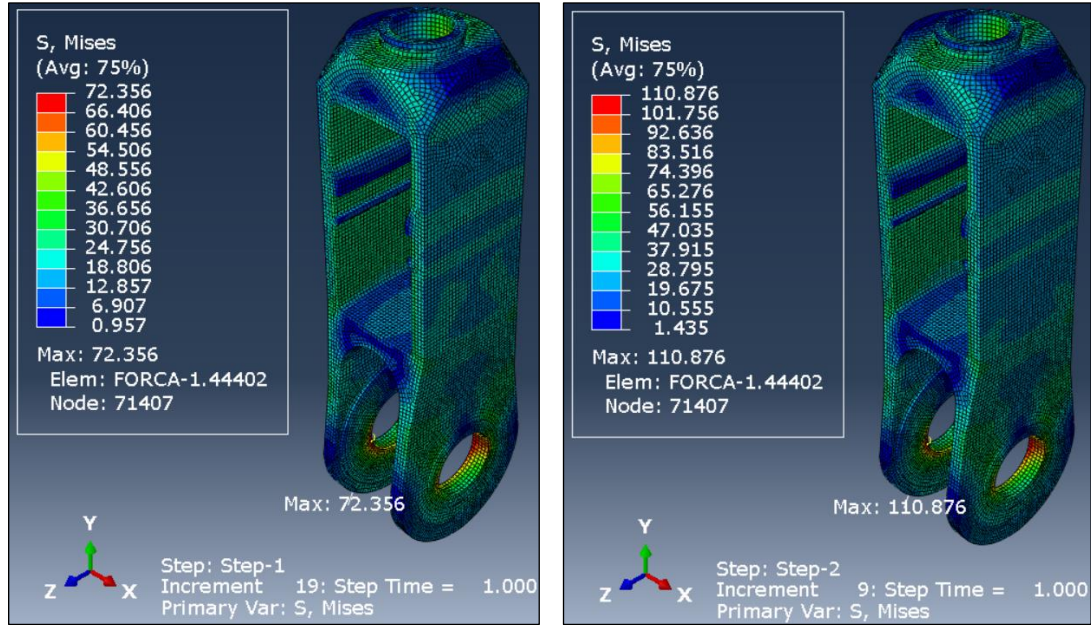 S, Mises
(Avg: 75%)
72.356
66.406
60.456
54.506
48.556
42.606
36.656
30.706
24.756
18.806
12.857
6.907
0.957
Max: 72.356
Elem: FORCA-1.44402
Node: 71407
Max: 72.356
Y
Z
X
Step: Step-1
Increment 19: Step Time = 1.000
Primary Var: S, Mises
S, Mises
(Avg: 75%)
110.876
101.756
92.636
83.516
74.396
65.276
56.155
47.035
37.915
28.795
19.675
10.555
1.435
Max: 110.876
Elem: FORCA-1.44402
Node: 71407
Max: 110.876
Y
Z
X
Step: Step-2
Increment 9: Step Time = 1.000
Primary Var: S, Mises